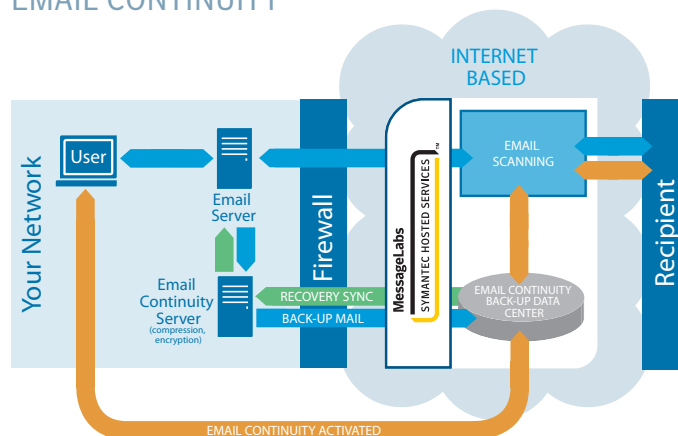 EMAIL CONTINUITY
INTERNET
BASED
Your Network
User
Email
Server
Firewall
MessageLabs
SYMANTEC HOSTED SERVICES
™
EMAIL
SCANNING
Recipient
Email
Continuity
Server
(compression,
encryption)
RECOVERY SYNC
BACK-UP MAIL
EMAIL CONTINUITY
BACK-UP DATA
CENTER
EMAIL CONTINUITY ACTIVATED